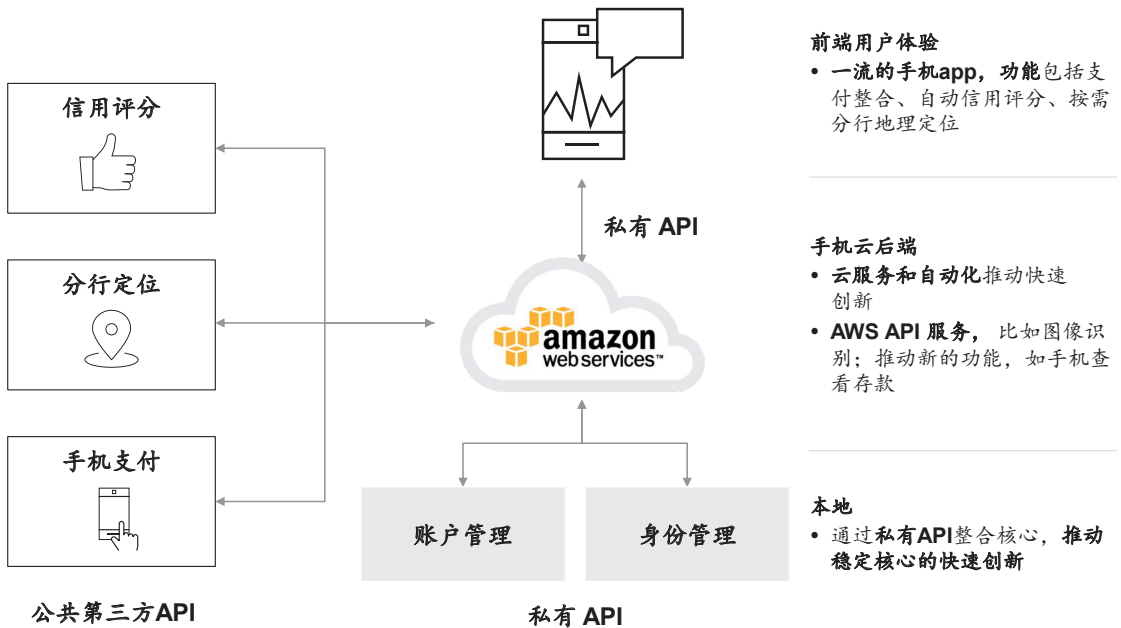 信用评分
分行定位
手机支付
公共第三方API
私有 API
amazon
web services™
账户管理
身份管理
私有 API
前端用户体验
• 一流的手机app，功能包括支
付整合、自动信用评分、按需
分行地理定位
手机云后端
• 云服务和自动化推动快速
创新
• AWS API 服务， 比如图像识
别；推动新的功能，如手机查
看存款
本地
• 通过私有API整合核心，推动
稳定核心的快速创新